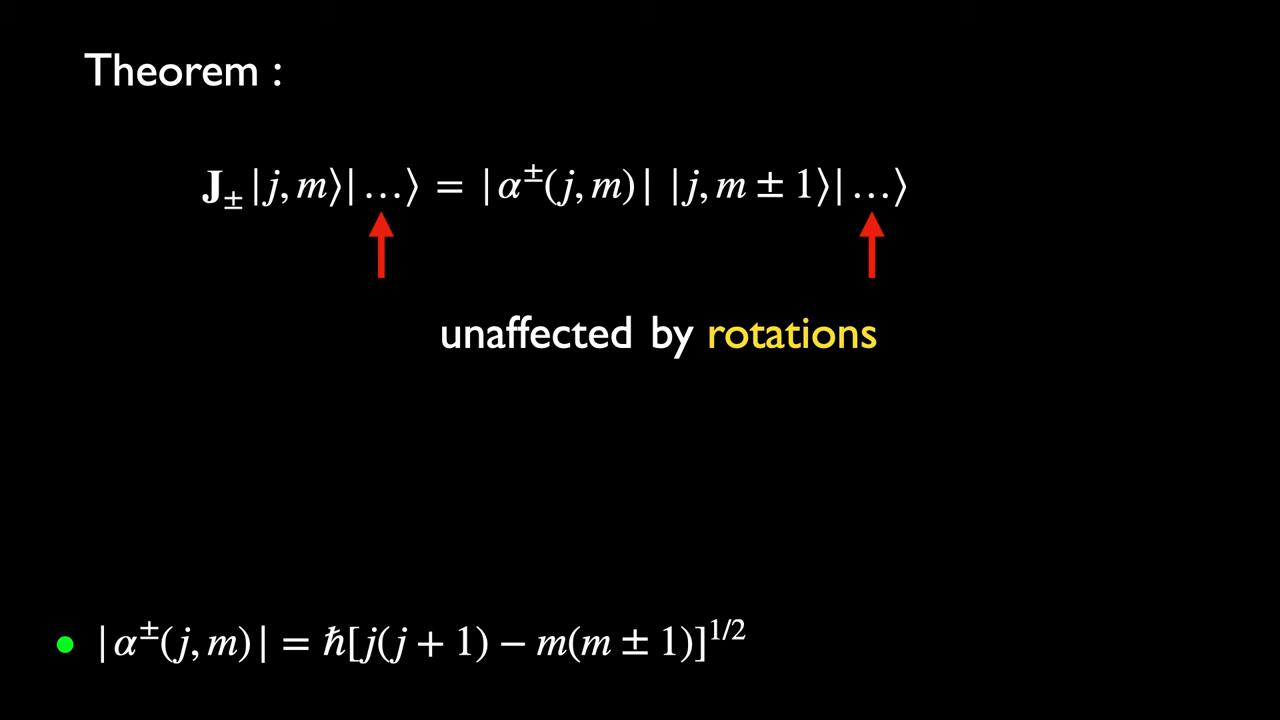 Theorem :
J± |j, m⟩| …⟩ = |α±(j, m)| |j, m ± 1⟩| …⟩
unaffected by rotations
• |α±(j, m)| = ℏ[j(j + 1) − m(m ± 1)]1/2